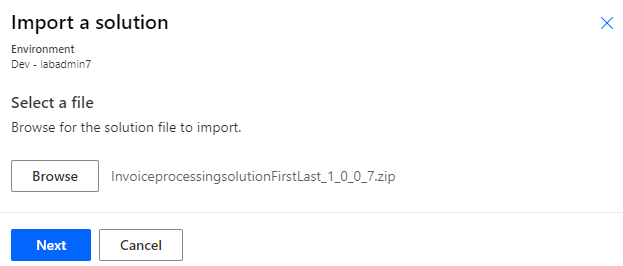 Import a solution
Environment
Dev - labadmin7
Select a file
Browse for the solution file to import.
Browse
InvoiceprocessingsolutionFirstLast_1_0_0_7.zip
Next
Cancel